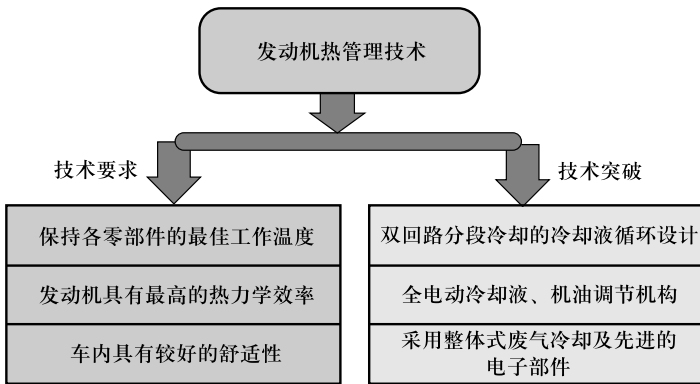 发动机热管理技术
技术要求
技术突破
保持各零部件的最佳工作温度
发动机具有最高的热力学效率
车内具有较好的舒适性
双回路分段冷却的冷却液循环设计
全电动冷却液、机油调节机构
采用整体式废气冷却及先进的
电子部件